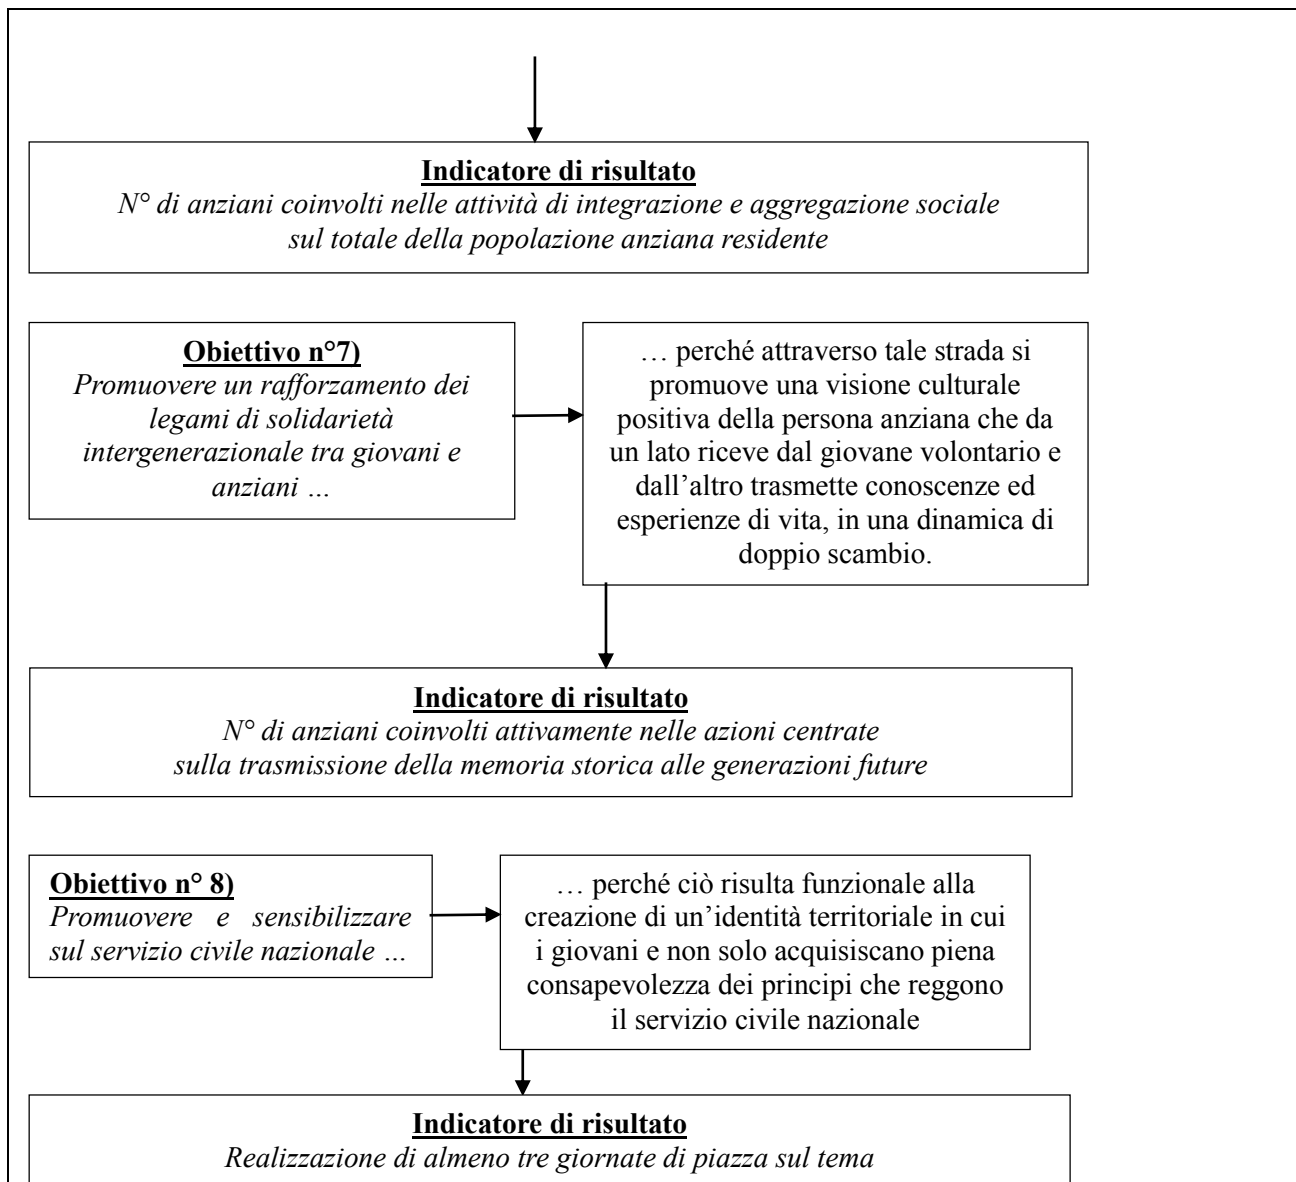 Indicatore di risultato
N° di anziani coinvolti nelle attività di integrazione e aggregazione sociale
sul totale della popolazione anziana residente
Obiettivo n°7)
Promuovere un rafforzamento dei
legami di solidarietà
intergenerazionale tra giovani e
anziani …
… perché attraverso tale strada si
promuove una visione culturale
positiva della persona anziana che da
un lato riceve dal giovane volontario e
dall’altro trasmette conoscenze ed
esperienze di vita, in una dinamica di
doppio scambio.
Indicatore di risultato
N° di anziani coinvolti attivamente nelle azioni centrate
sulla trasmissione della memoria storica alle generazioni future
Obiettivo n° 8)
Promuovere e sensibilizzare
sul servizio civile nazionale …
… perché ciò risulta funzionale alla
creazione di un’identità territoriale in cui
i giovani e non solo acquisiscano piena
consapevolezza dei principi che reggono
il servizio civile nazionale
Indicatore di risultato
Realizzazione di almeno tre giornate di piazza sul tema